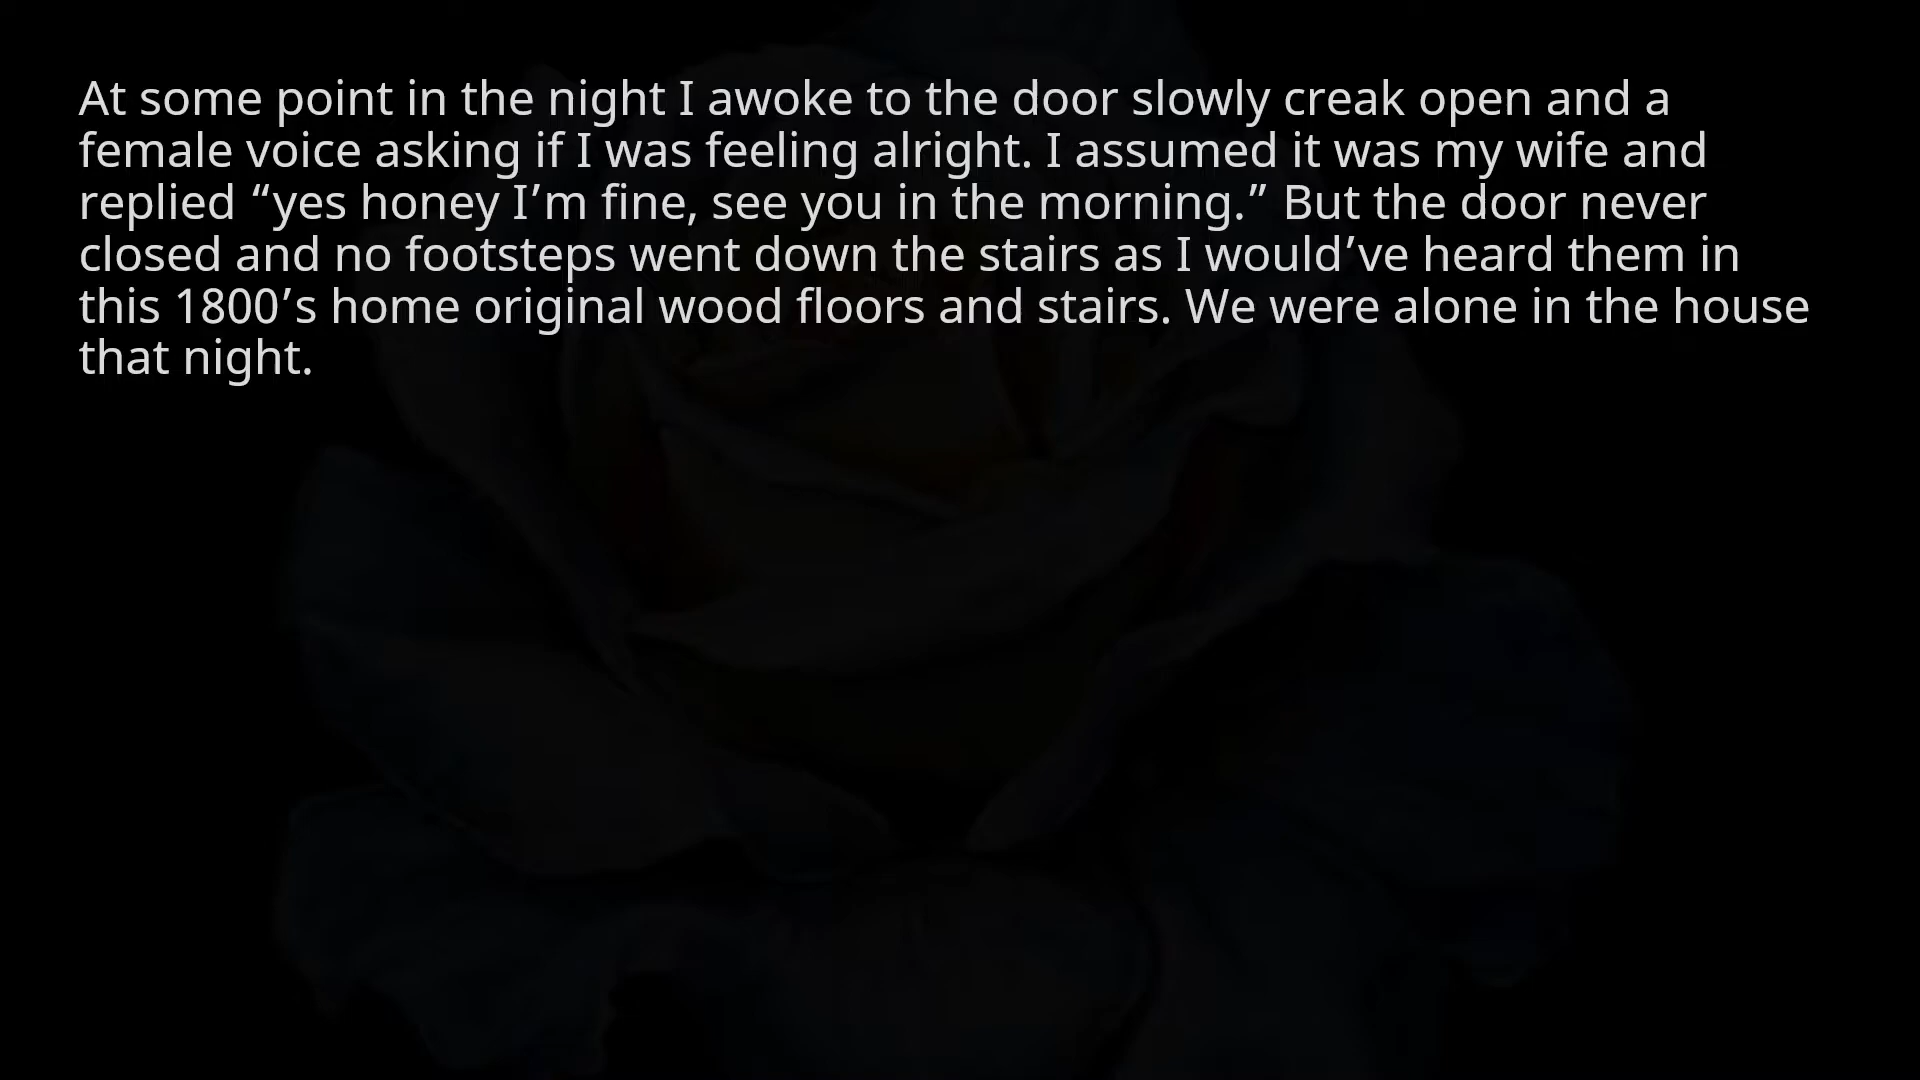 At some point in the night I awoke to the door slowly creak open and a
female voice asking if I was feeling alright. I assumed it was my wife and
replied “yes honey I’m fine, see you in the morning.” But the door never
closed and no footsteps went down the stairs as I would’ve heard them in
this 1800’s home original wood floors and stairs. We were alone in the house
that night.